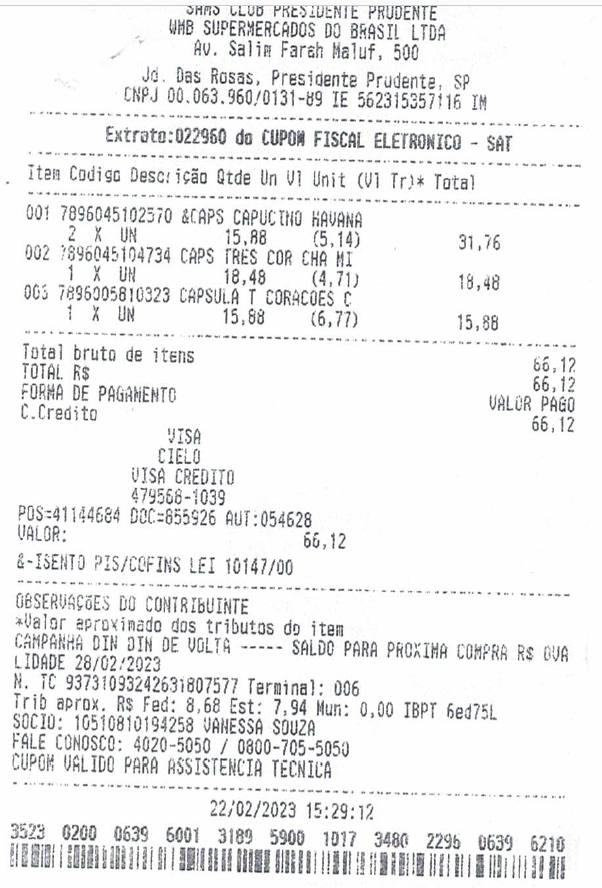 SAMS CLUB PRESIDENTE PRUDENTE
WMB SUPERMERCADOS DO BRASIL LTDA
Av. Salim Farah Maluf, 500
Jd. Das Rosas, Presidente Prudente, SP
CNPJ 00.063.960/0131-89 IE 562315357116 IM
Extrato:022960 do CUPOM FISCAL ELETRONICO - SAT
Item Codigo Descrição Qtde Un Vl Unit (Vl Tr)* Total
001 7896045102570 &CAPS CAPUCINO HAVANA
2 X UN 15,88 (5,14) 31,76
002 7896045104734 CAPS TRES COR CHA MI
1 X UN 18,48 (4,71) 18,48
003 7896005810323 CAPSULA T CORACOES C
1 X UN 15,88 (6,77) 15,88
Total bruto de itens 66,12
TOTAL R$ 66,12
FORMA DE PAGAMENTO VALOR PAGO
C.Credito 66,12
VISA
CIELO
VISA CREDITO
479568-1039
POS=41144684 DOC=855926 AUT:054628
VALOR: 66,12
&-ISENTO PIS/COFINS LEI 10147/00
OBSERVAÇÕES DO CONTRIBUINTE
*Valor aproximado dos tributos do item
CAMPANHA DIN DIN DE VOLTA ----- SALDO PARA PROXIMA COMPRA R$ 0VA
LIDADE 28/02/2023
N. TC 93731093242631807577 Terminal: 006
Trib aprox. R$ Fed: 8,68 Est: 7,94 Mun: 0,00 IBPT 6ed75L
SOCIO: 10510810194258 VANESSA SOUZA
FALE CONOSCO: 4020-5050 / 0800-705-5050
CUPOM VALIDO PARA ASSISTENCIA TECNICA
22/02/2023 15:29:12
3523 0200 0639 6001 3189 5900 1017 3480 2296 0639 6210